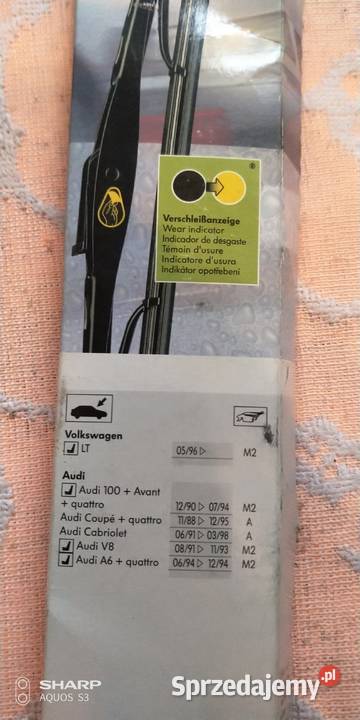 ®
Verschleißanzeige
Wear indicator
Indicador de desgaste
Témoin d'usure
Indicatore d'usura
Indikátor opotřebení
Volkswagen
LT 05/96 ▷ M2
Audi
Audi 100 + Avant
+ quattro 12/90 ▷ 07/94 M2
Audi Coupé + quattro 11/88 ▷ 12/95 A
Audi Cabriolet 06/91 ▷ 03/98 A
Audi V8 08/91 ▷ 11/93 M2
Audi A6 + quattro 06/94 ▷ 12/94 M2
SHARP
AQUOS S3
Sprzedajemy.pl